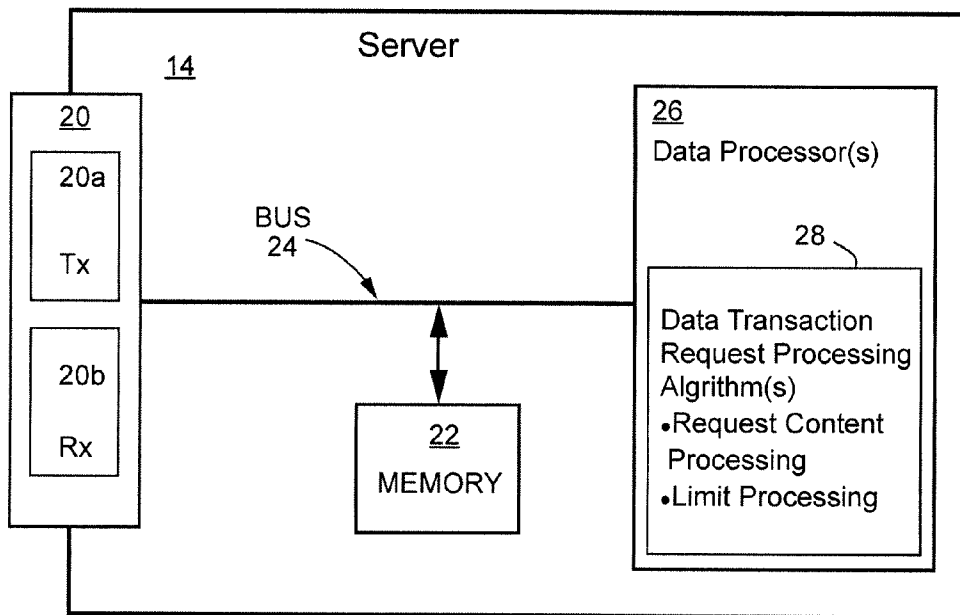 Server
14
20
20a
Tx
20b
Rx
BUS
24
22
MEMORY
26
Data Processor(s)
28
Data Transaction
Request Processing
Algrithm(s)
•Request Content
Processing
•Limit Processing